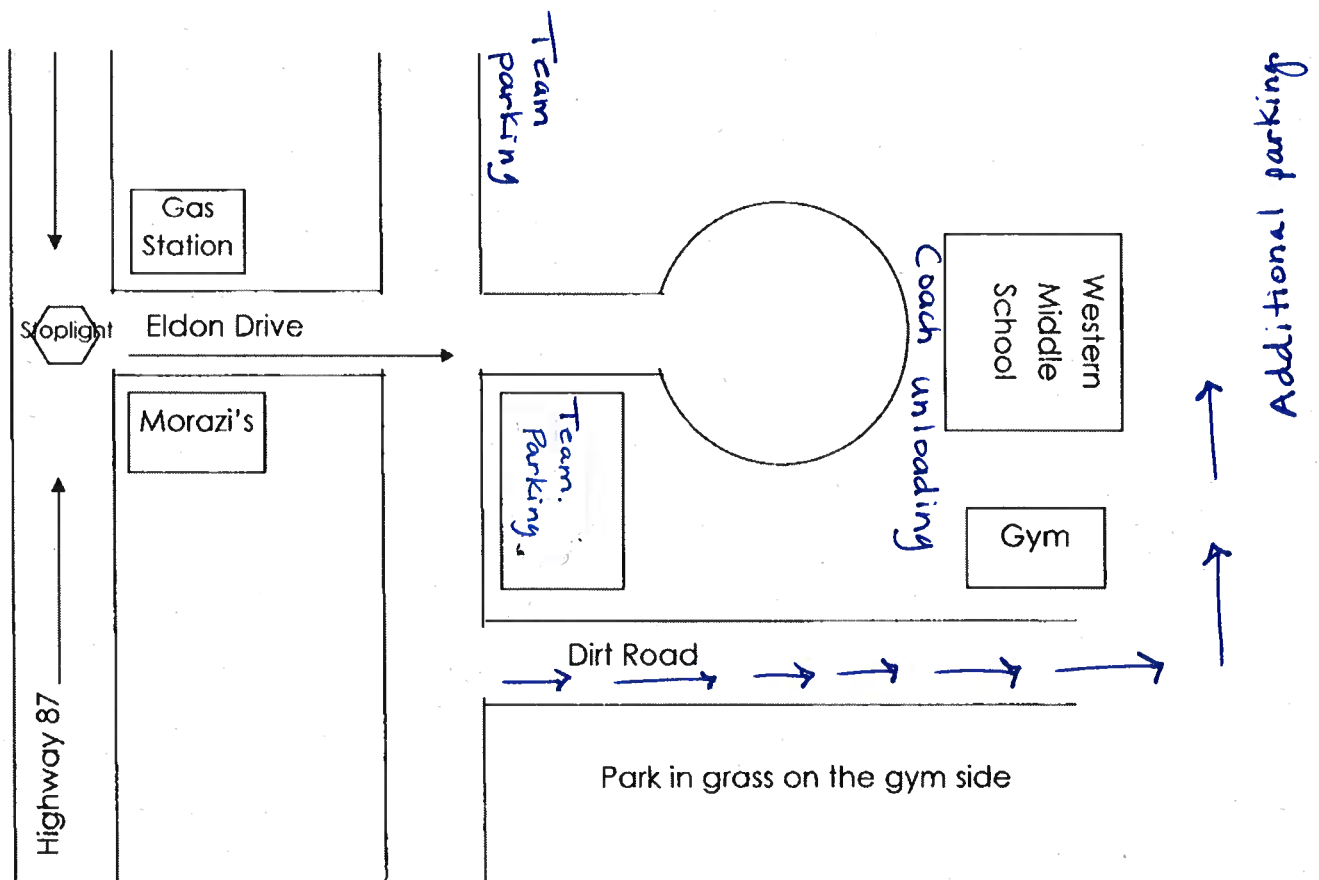 Team
parking
Additional parking
Gas
Station
Stoplight
Eldon Drive
Western
Middle
School
Coach unloading
Morazi's
Team.
Parking.
Gym
Dirt Road
Highway 87
Park in grass on the gym side